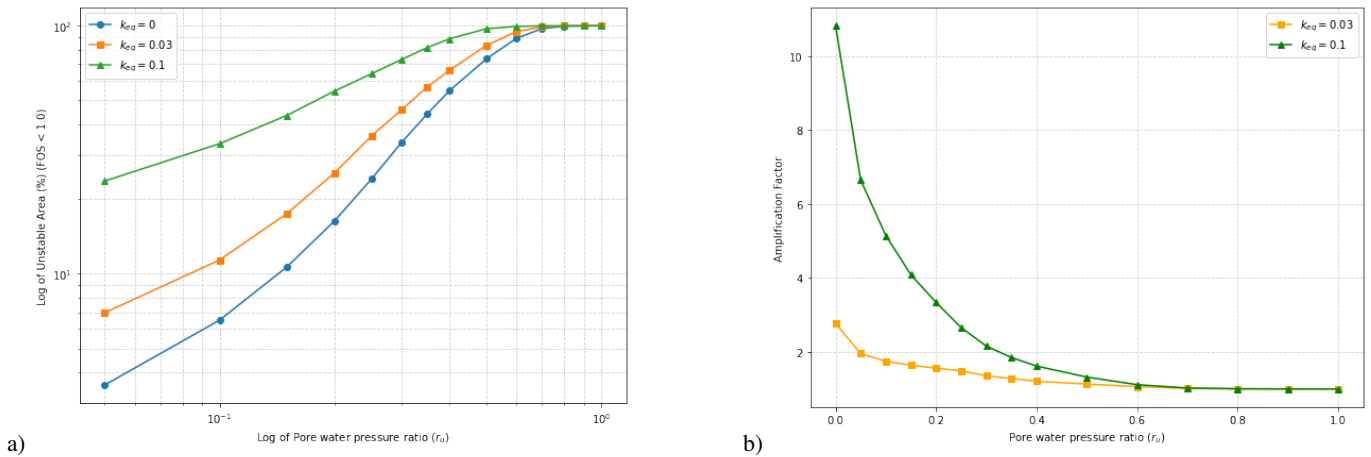 10²
10¹
Log of Unstable Area (%) (FOS < 1.0)
k_eq = 0
k_eq = 0.03
k_eq = 0.1
10⁻¹
10⁰
Log of Pore water pressure ratio (r_u)
a)
10
8
6
4
2
Amplification Factor
k_eq = 0.03
k_eq = 0.1
0.0
0.2
0.4
0.6
0.8
1.0
Pore water pressure ratio (r_u)
b)